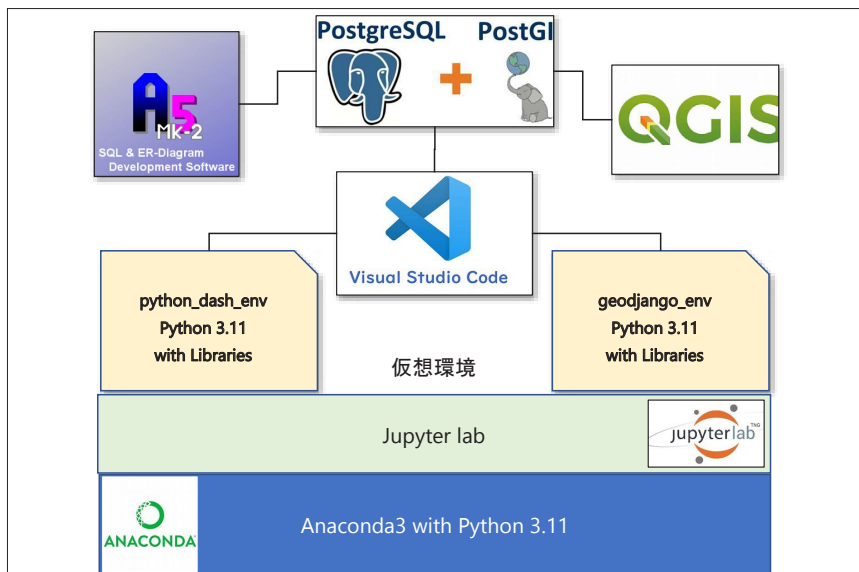 PostgreSQL
PostGI
A5
Mk-2
SQL & ER-Diagram
Development Software
QGIS
Visual Studio Code
python_dash_env
Python 3.11
with Libraries
geodjango_env
Python 3.11
with Libraries
仮想環境
Jupyter lab
jupyterlab TNG
Anaconda3 with Python 3.11
ANACONDA